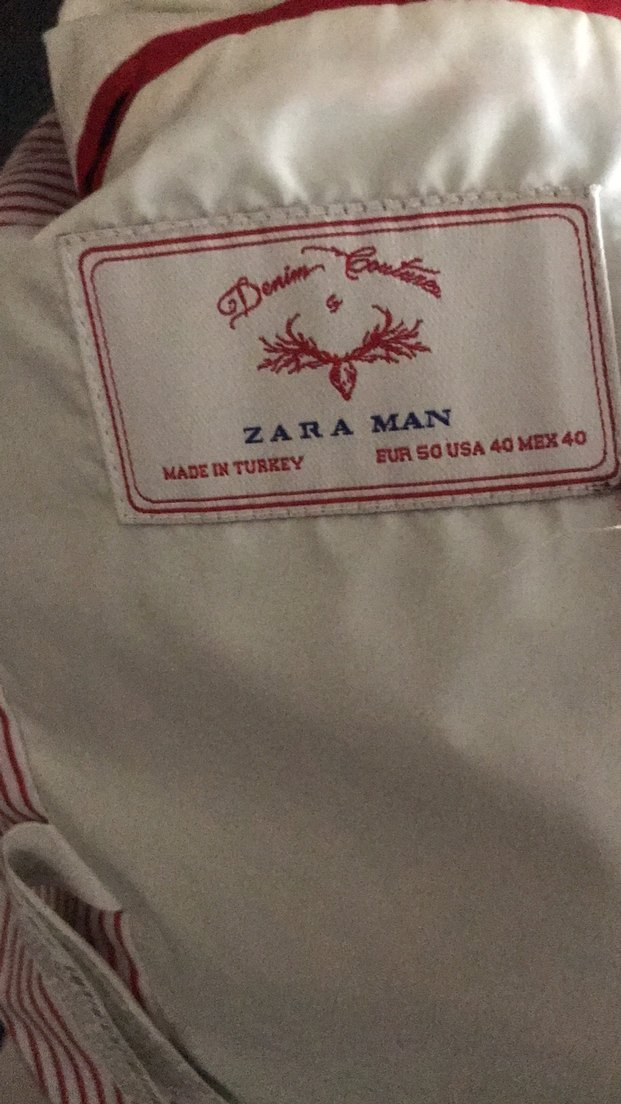 Denim Couture
&
ZARA MAN
MADE IN TURKEY
EUR 50 USA 40 MEX 40